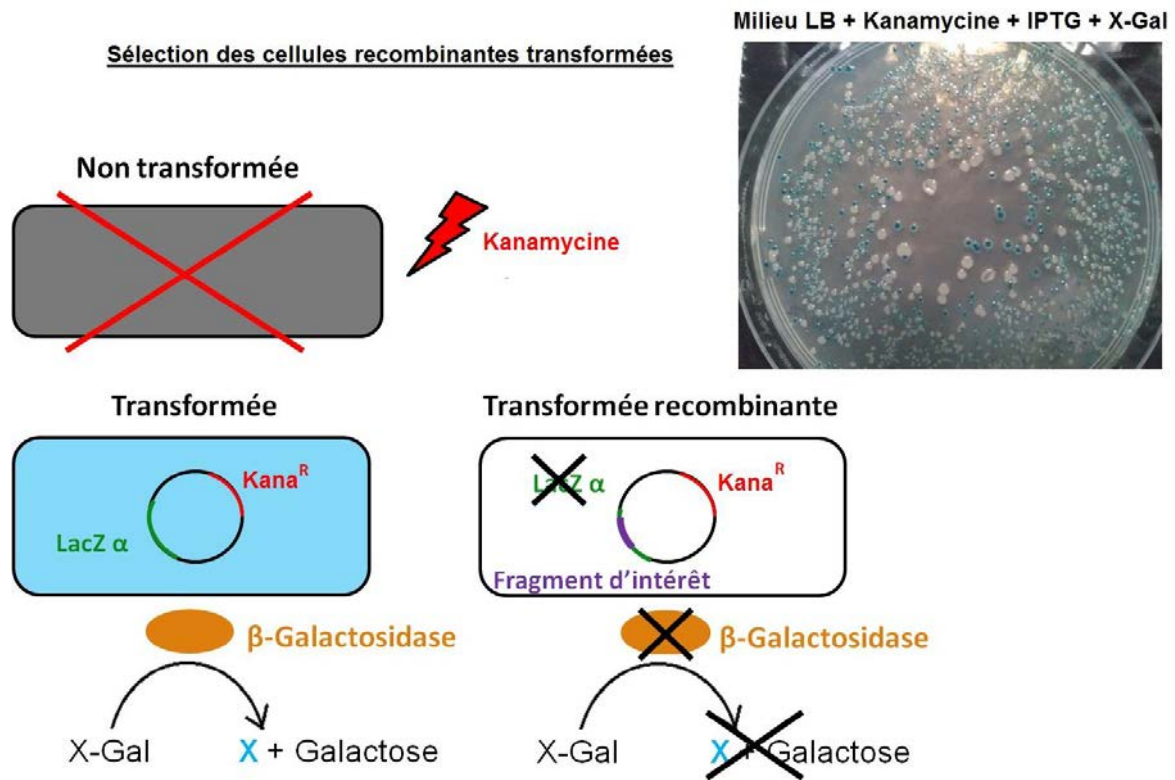 Milieu LB + Kanamycine + IPTG + X-Gal
Sélection des cellules recombinantes transformées
Non transformée
Kanamycine
Transformée
Kana^R
LacZ α
β-Galactosidase
X-Gal
X + Galactose
Transformée recombinante
LacZ α
Kana^R
Fragment d'intérêt
β-Galactosidase
X-Gal
X + Galactose